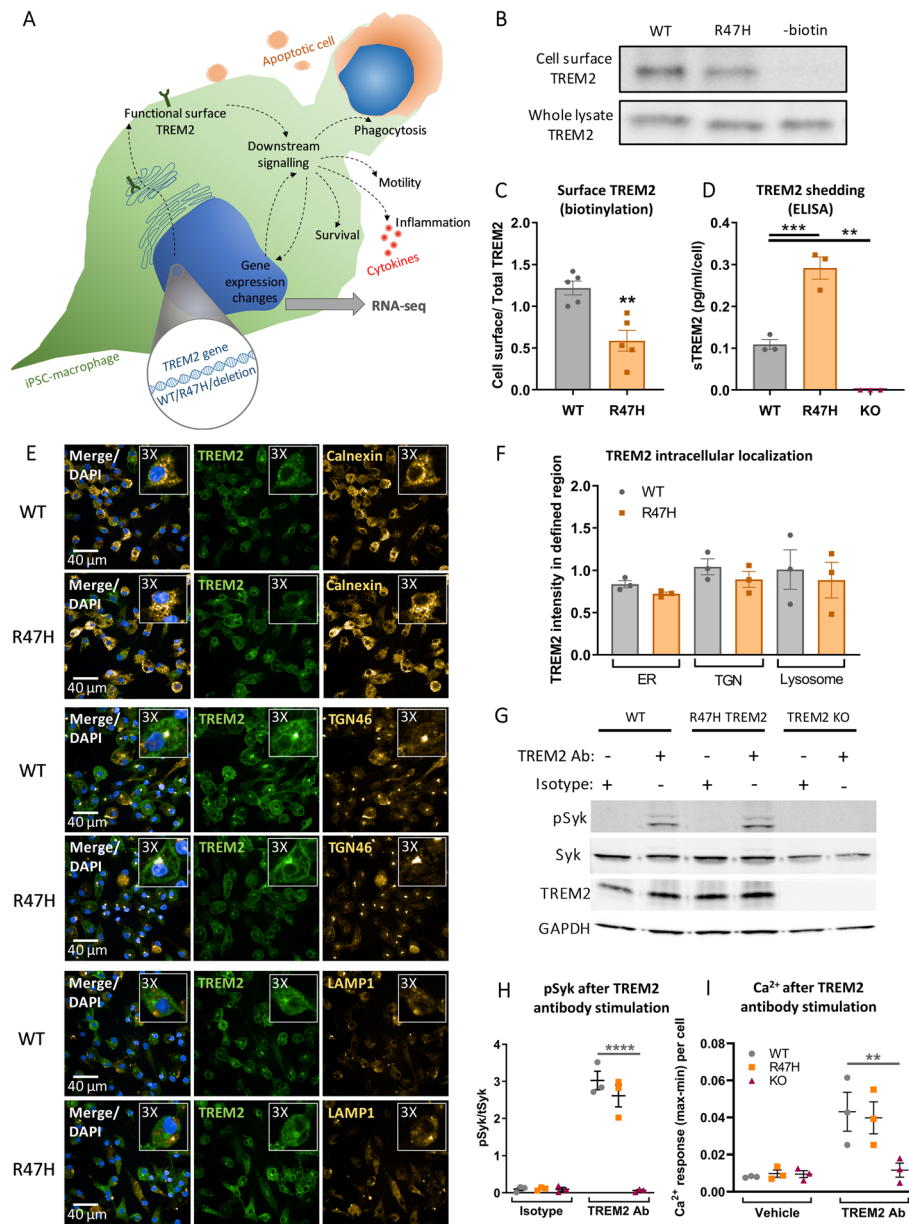 A
Apoptotic cell
Functional surface
TREM2
Phagocytosis
Downstream
signalling
Motility
Inflammation
Survival
Cytokines
Gene
expression
changes
RNA-seq
iPSC-macrophage
TREM2 gene
WT/R47H/deletion
B
WT R47H -biotin
Cell surface
TREM2
Whole lysate
TREM2
C
Surface TREM2
(biotinylation)
Cell surface/ Total TREM2
2.0
1.5
1.0
0.5
0.0
**
WT R47H
D
TREM2 shedding
(ELISA)
sTREM2 (pg/ml/cell)
0.4
0.3
0.2
0.1
0.0
*** **
WT R47H KO
E
WT
Merge/
DAPI
3X
40 µm
TREM2
3X
Calnexin
3X
R47H
Merge/
DAPI
3X
40 µm
TREM2
3X
Calnexin
3X
WT
Merge/
DAPI
3X
40 µm
TREM2
3X
TGN46
3X
R47H
Merge/
DAPI
3X
40 µm
TREM2
3X
TGN46
3X
WT
Merge/
DAPI
3X
40 µm
TREM2
3X
LAMP1
3X
R47H
Merge/
DAPI
3X
40 µm
TREM2
3X
LAMP1
3X
F
TREM2 intracellular localization
TREM2 intensity in defined region
2.0
1.5
1.0
0.5
0.0
WT
R47H
ER TGN Lysosome
G
WT R47H TREM2 TREM2 KO
TREM2 Ab: - + - + - +
Isotype: + - + - + -
pSyk
Syk
TREM2
GAPDH
H
pSyk after TREM2
antibody stimulation
pSyk/tSyk
5
4
3
2
1
0
****
Isotype TREM2 Ab
I
Ca2+ after TREM2
antibody stimulation
Ca2+ response (max-min) per cell
0.08
0.06
0.04
0.02
0.00
WT
R47H
KO
**
Vehicle TREM2 Ab